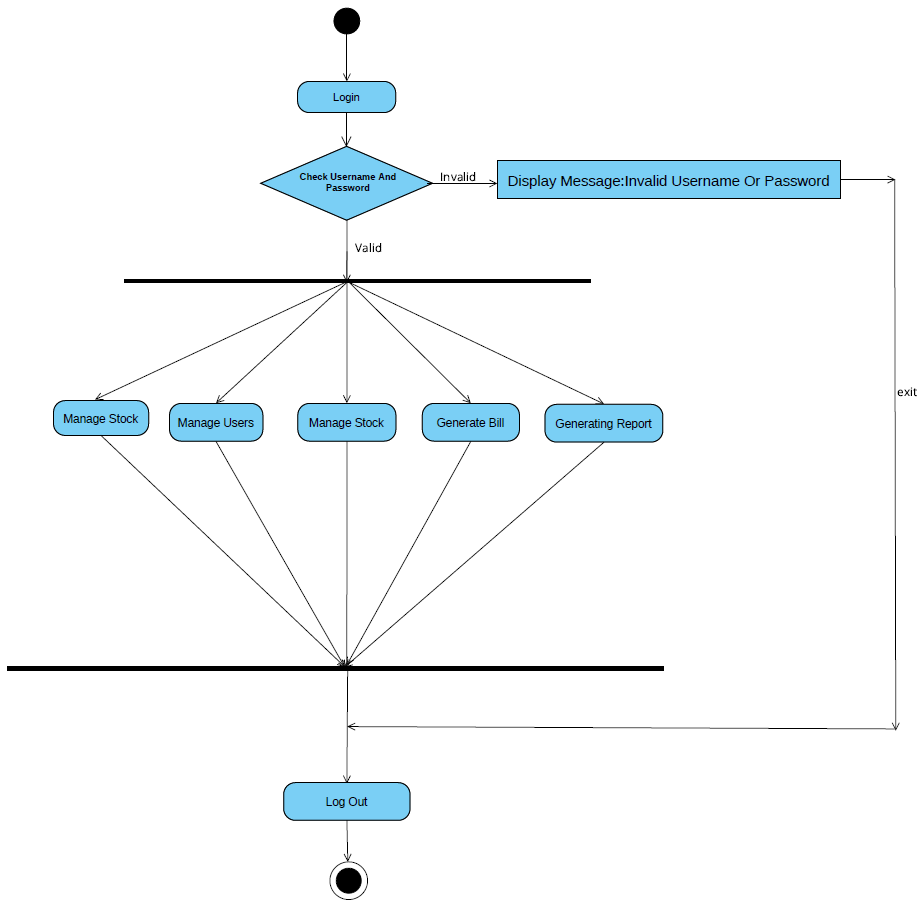 Login
Check Username And
Password
Invalid
Display Message:Invalid Username Or Password
Valid
exit
Manage Stock
Manage Users
Manage Stock
Generate Bill
Generating Report
Log Out